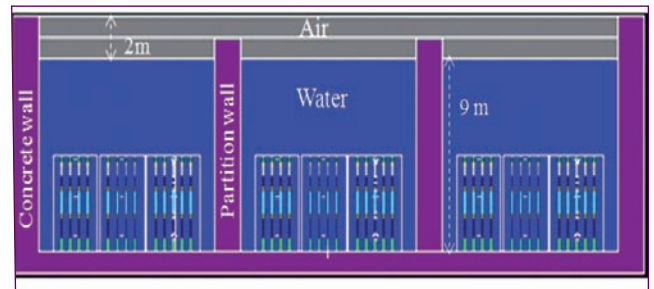 Air
2m
Concrete wall
Partition wall
Water
9 m